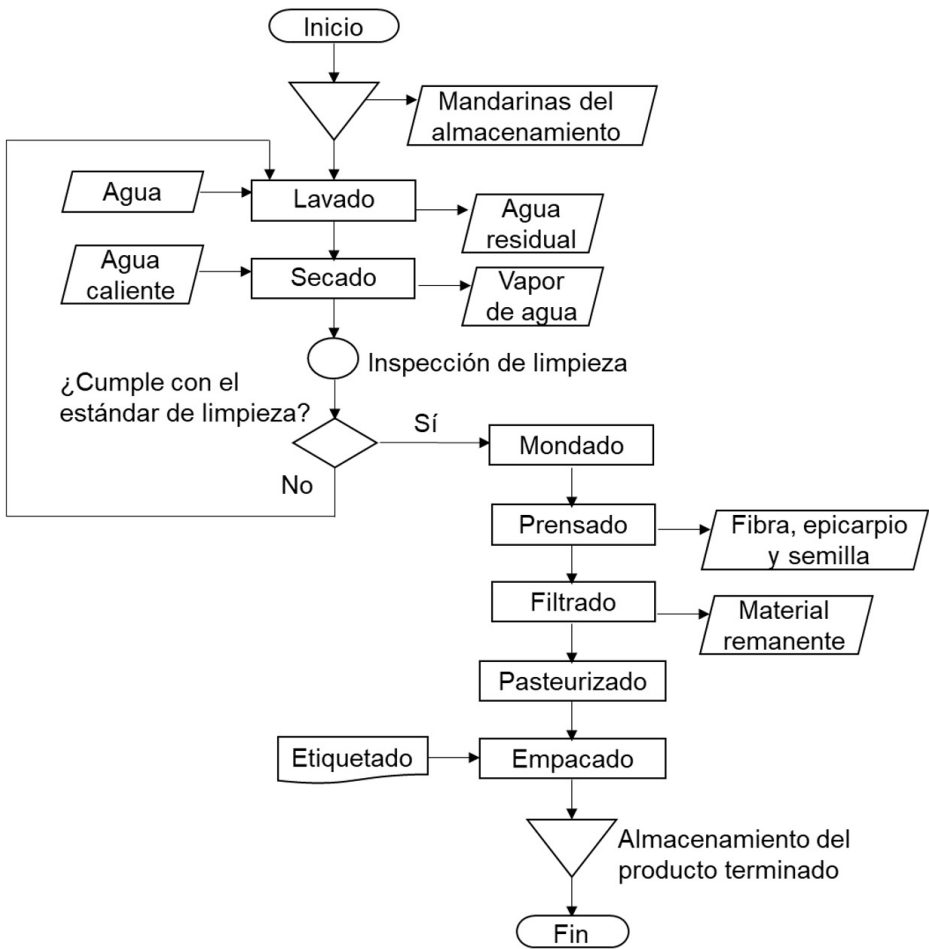 Inicio
Mandarinas del
almacenamiento
Agua
Lavado
Agua
residual
Agua
caliente
Secado
Vapor
de agua
Inspección de limpieza
¿Cumple con el
estándar de limpieza?
Sí
Mondado
No
Prensado
Fibra, epicarpio
y semilla
Filtrado
Material
remanente
Pasteurizado
Etiquetado
Empacado
Almacenamiento del
producto terminado
Fin